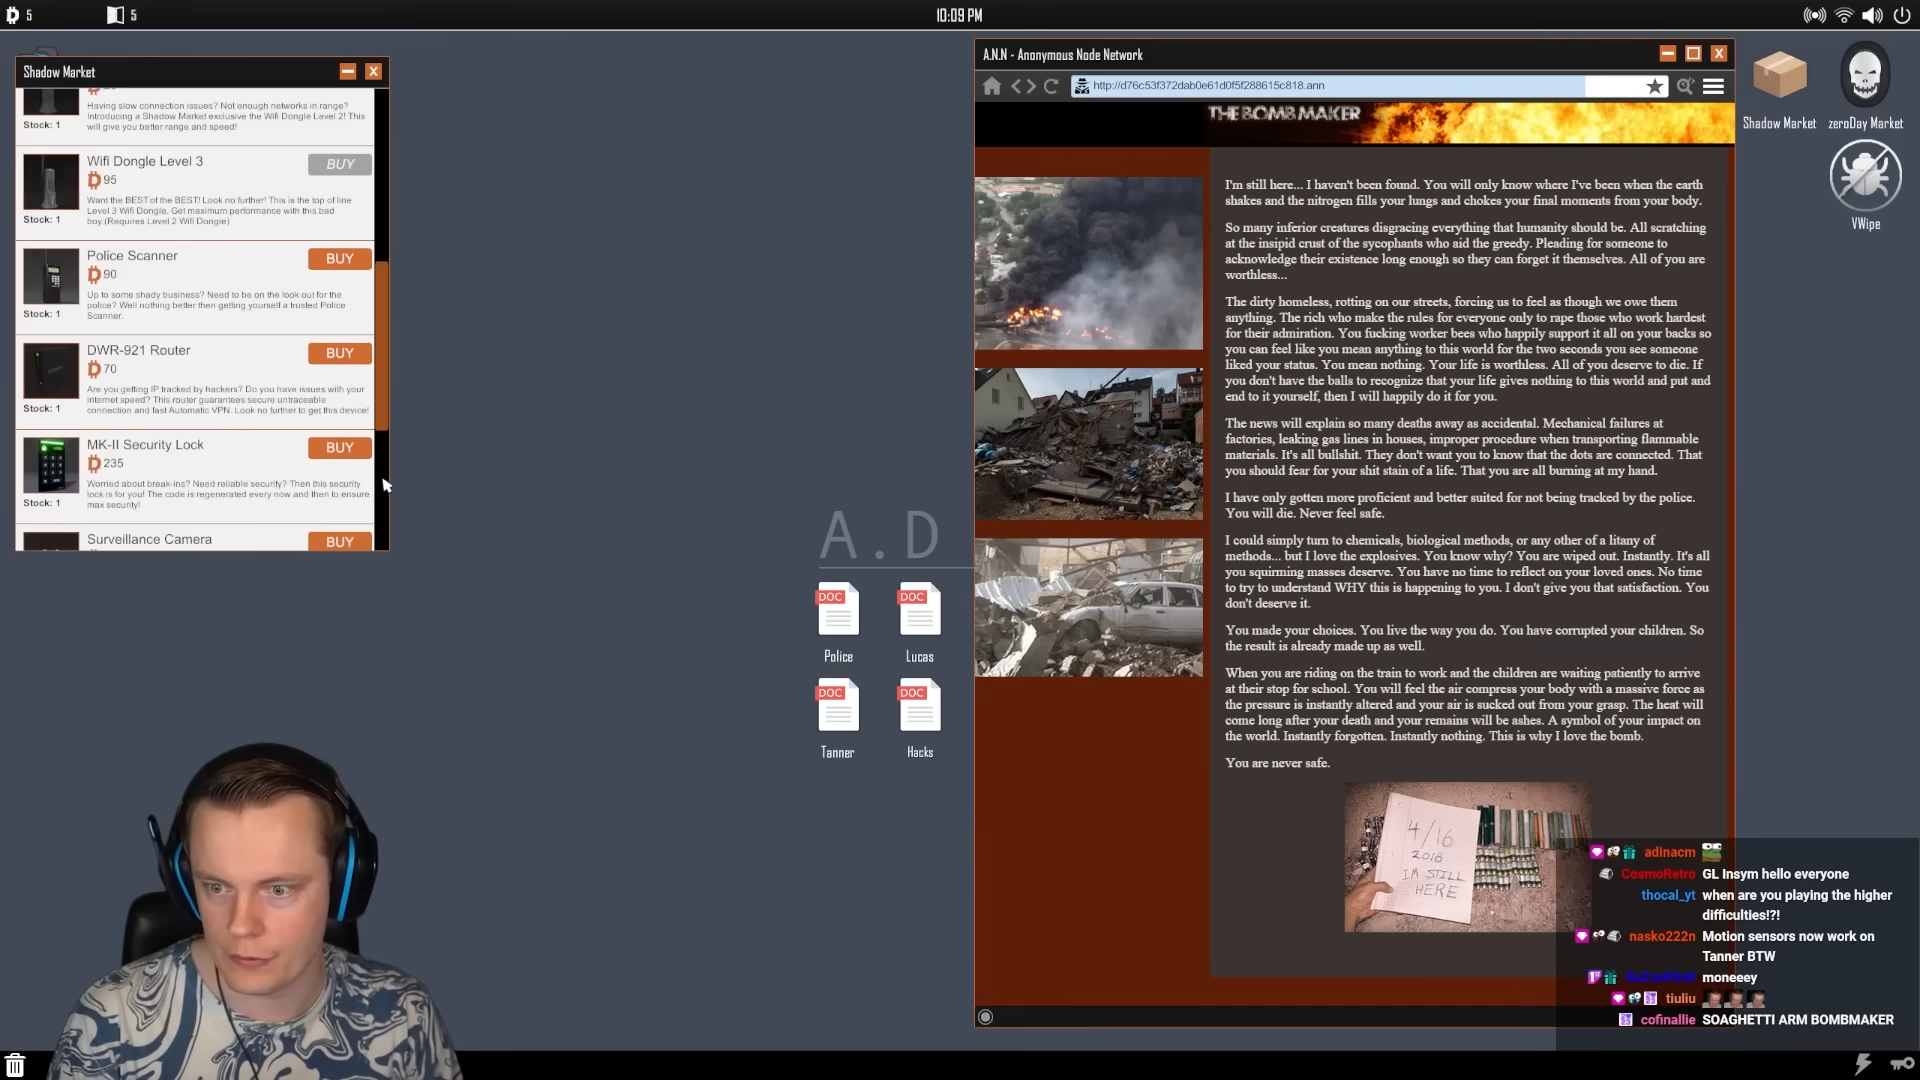 5
5
10:09 PM
Shadow Market
Having slow connection issues? Not enough networks in range?
Introducing a Shadow Market exclusive the Wifi Dongle Level 2! This
will give you better range and speed!
Stock: 1
Wifi Dongle Level 3
BUY
95
Want the BEST of the BEST! Look no further! This is the top of line
Level 3 Wifi Dongle. Get maximum performance with this bad
boy.(Requires Level 2 Wifi Dongle)
Stock: 1
Police Scanner
BUY
90
Up to some shady business? Need to be on the look out for the
police? Well nothing better then getting yourself a trusted Police
Scanner.
Stock: 1
DWR-921 Router
BUY
70
Are you getting IP tracked by hackers? Do you have issues with your
internet speed? This router guarantees secure untraceable
connection and fast Automatic VPN. Look no further to get this device!
Stock: 1
MK-II Security Lock
BUY
235
Worried about break-ins? Need reliable security? Then this security
lock is for you! The code is regenerated every now and then to ensure
max security!
Stock: 1
Surveillance Camera
BUY
A.D
DOC
Police
DOC
Lucas
DOC
Tanner
DOC
Hacks
A.N.N - Anonymous Node Network
http://d76c53f372dab0e61d0f5f288615c818.ann
THE BOMB MAKER
I'm still here... I haven't been found. You will only know where I've been when the earth
shakes and the nitrogen fills your lungs and chokes your final moments from your body.
So many inferior creatures disgracing everything that humanity should be. All scratching
at the insipid crust of the sycophants who aid the greedy. Pleading for someone to
acknowledge their existence long enough so they can forget it themselves. All of you are
worthless...
The dirty homeless, rotting on our streets, forcing us to feel as though we owe them
anything. The rich who make the rules for everyone only to rape those who work hardest
for their admiration. You fucking worker bees who happily support it all on your backs so
you can feel like you mean anything to this world for the two seconds you see someone
liked your status. You mean nothing. Your life is worthless. All of you deserve to die. If
you don't have the balls to recognize that your life gives nothing to this world and put and
end to it yourself, then I will happily do it for you.
The news will explain so many deaths away as accidental. Mechanical failures at
factories, leaking gas lines in houses, improper procedure when transporting flammable
materials. It's all bullshit. They don't want you to know that the dots are connected. That
you should fear for your shit stain of a life. That you are all burning at my hand.
I have only gotten more proficient and better suited for not being tracked by the police.
You will die. Never feel safe.
I could simply turn to chemicals, biological methods, or any other of a litany of
methods... but I love the explosives. You know why? You are wiped out. Instantly. It's all
you squirming masses deserve. You have no time to reflect on your loved ones. No time
to try to understand WHY this is happening to you. I don't give you that satisfaction. You
don't deserve it.
You made your choices. You live the way you do. You have corrupted your children. So
the result is already made up as well.
When you are riding on the train to work and the children are waiting patiently to arrive
at their stop for school. You will feel the air compress your body with a massive force as
the pressure is instantly altered and your air is sucked out from your grasp. The heat will
come long after your death and your remains will be ashes. A symbol of your impact on
the world. Instantly forgotten. Instantly nothing. This is why I love the bomb.
You are never safe.
4/16
2018
IM STILL
HERE
Shadow Market
zeroDay Market
VWipe
adinacm
CosmoRetro GL Insym hello everyone
thocal_yt when are you playing the higher
difficulties!?!
nasko222n Motion sensors now work on
Tanner BTW
moneeey
tiuliu
cofinallie SOAGHETTI ARM BOMBMAKER